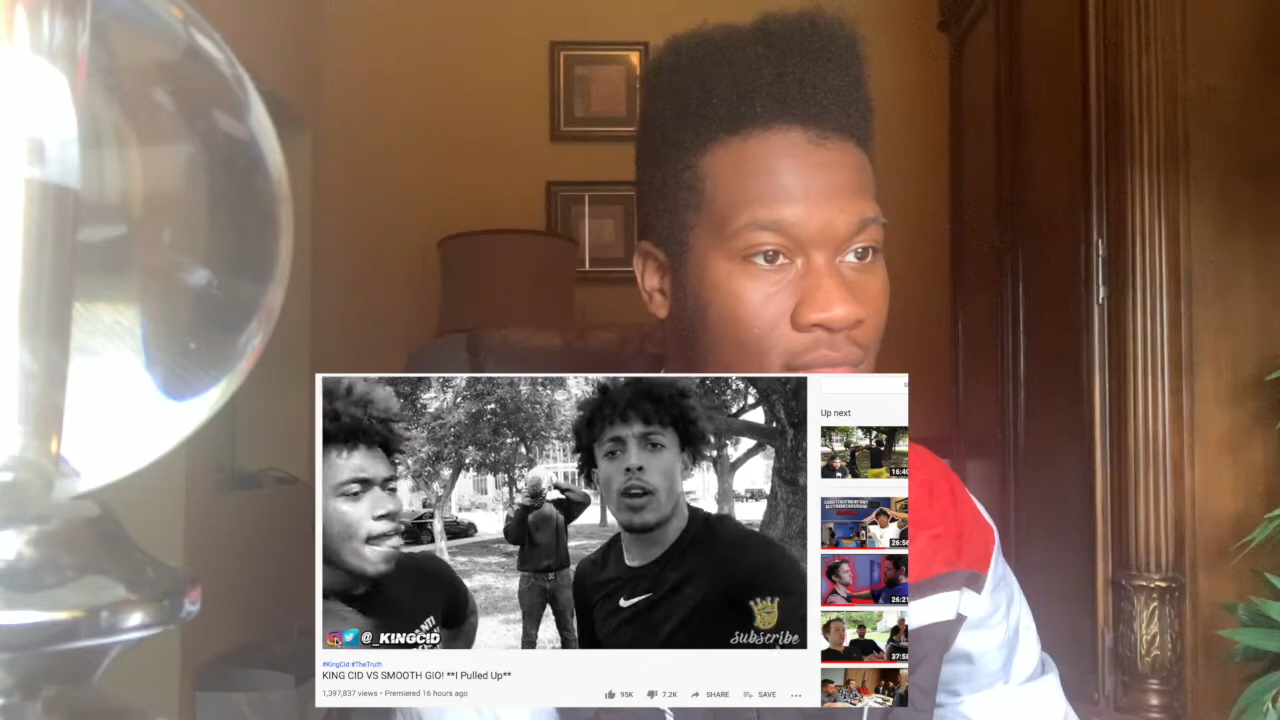 @_KINGCID
subscribe
#KingCid #TheTruth
KING CID VS SMOOTH GIO! **I Pulled Up**
1,397,837 views • Premiered 16 hours ago
95K
7.2K
SHARE
SAVE
Up next
16:40
26:56
26:21
37:58